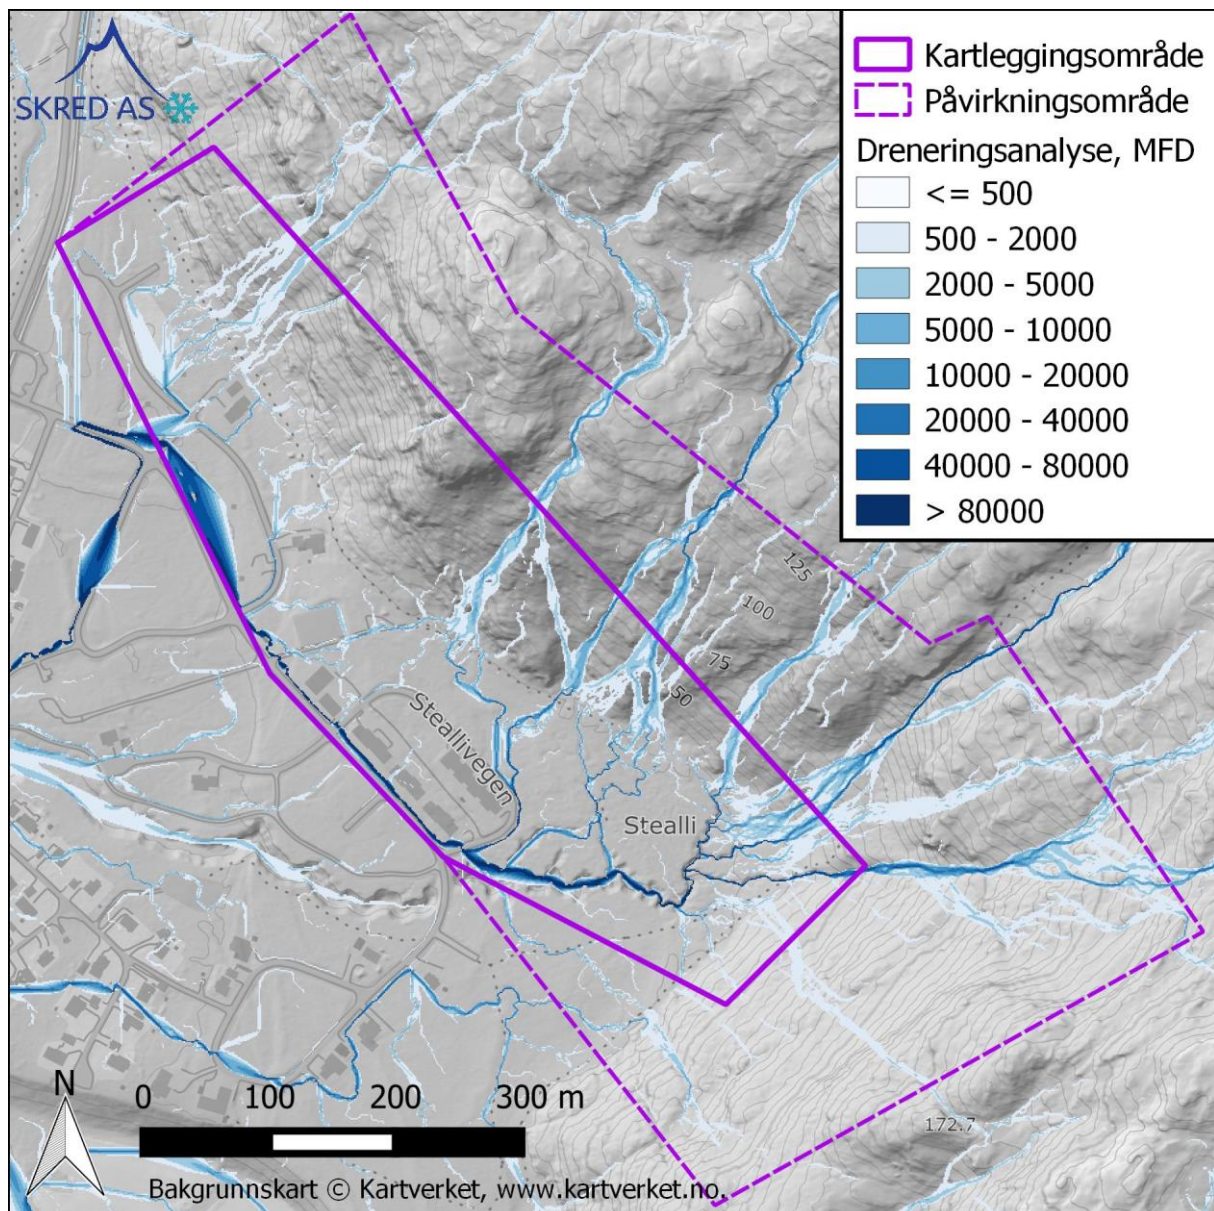 SKRED AS
Kartleggingsområde
Påvirkningsområde
Dreneringsanalyse, MFD
<= 500
500 - 2000
2000 - 5000
5000 - 10000
10000 - 20000
20000 - 40000
40000 - 80000
> 80000
125
100
75
50
Steallivegen
Stealli
172.7
N
0 100 200 300 m
Bakgrunnskart © Kartverket, www.kartverket.no.